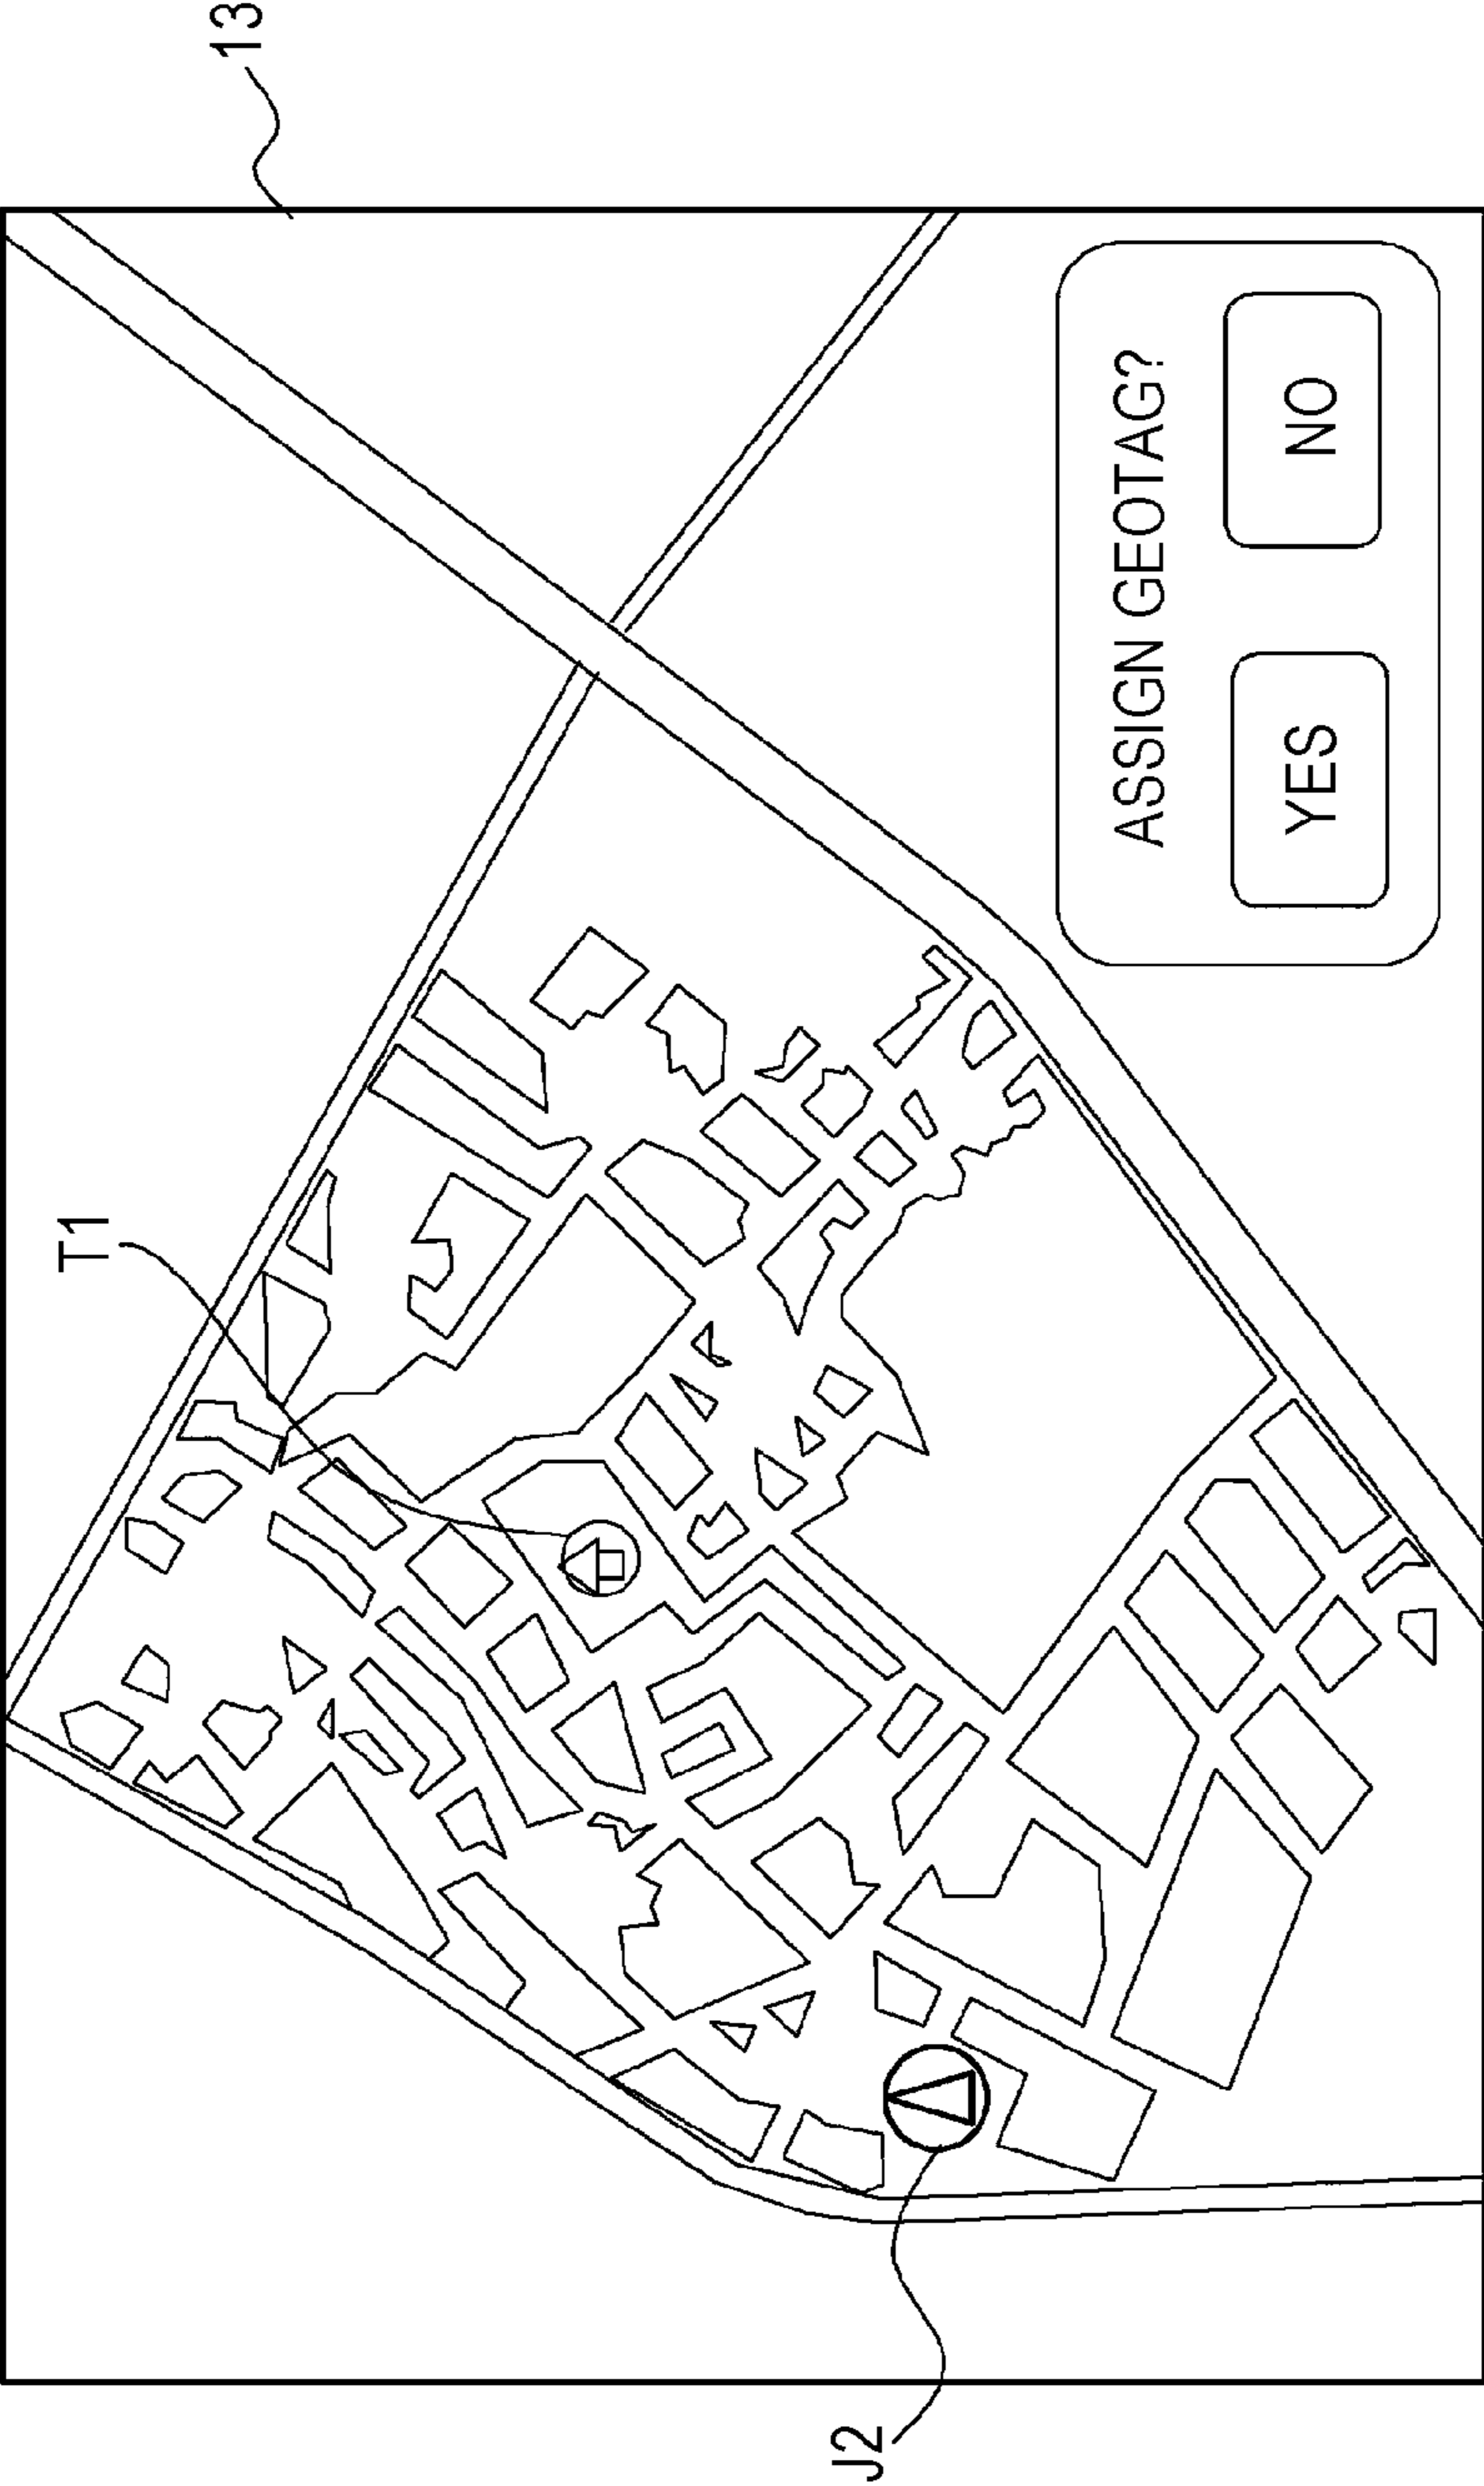 13
T1
ASSIGN GEOTAG?
YES
NO
J2